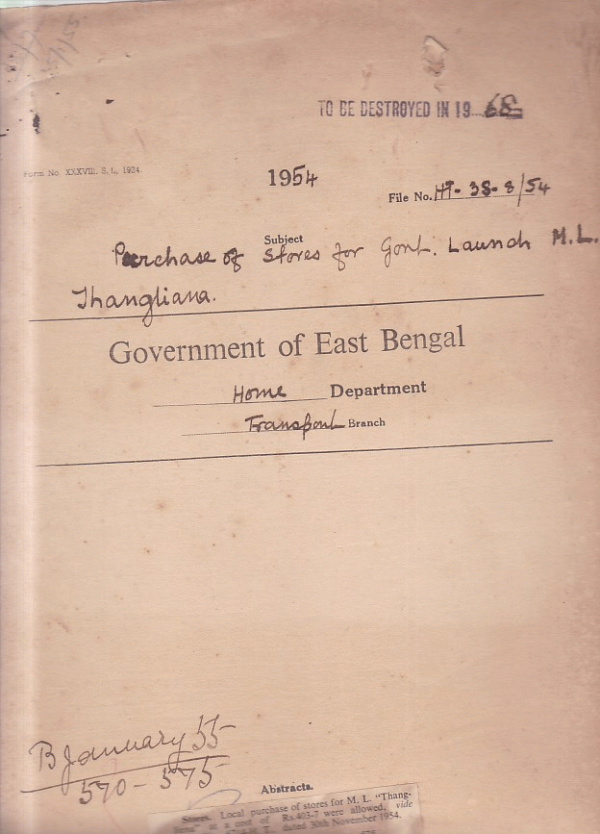 TO BE DESTROYED IN 19 68
Form No XXXVIII, S. L. 1934.
1954
File No. HT-3S-8/54
Subject
Purchase of Stores for Govt. Launch M.L.
Thangliana.
Government of East Bengal
Home Department
Transport Branch
B January 55
570 - 575
Abstracts.
Stores. Local purchase of stores for M. L. "Thang-
liana" at a cost of Rs.403-7 were allowed, vide
dated 30th November 1954.